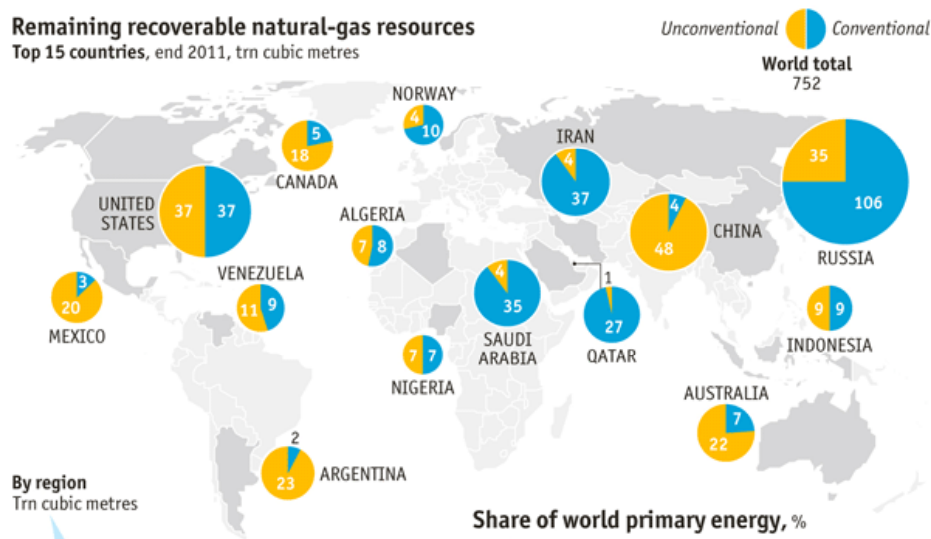 Remaining recoverable natural-gas resources
Top 15 countries, end 2011, trn cubic metres
Unconventional Conventional
World total
752
NORWAY
4
10
CANADA
5
18
UNITED
STATES
37
37
IRAN
4
37
RUSSIA
35
106
CHINA
4
48
ALGERIA
7
8
MEXICO
3
20
VENEZUELA
11
9
SAUDI
ARABIA
4
35
QATAR
1
27
INDONESIA
9
9
NIGERIA
7
7
AUSTRALIA
7
22
ARGENTINA
2
23
By region
Trn cubic metres
Share of world primary energy, %